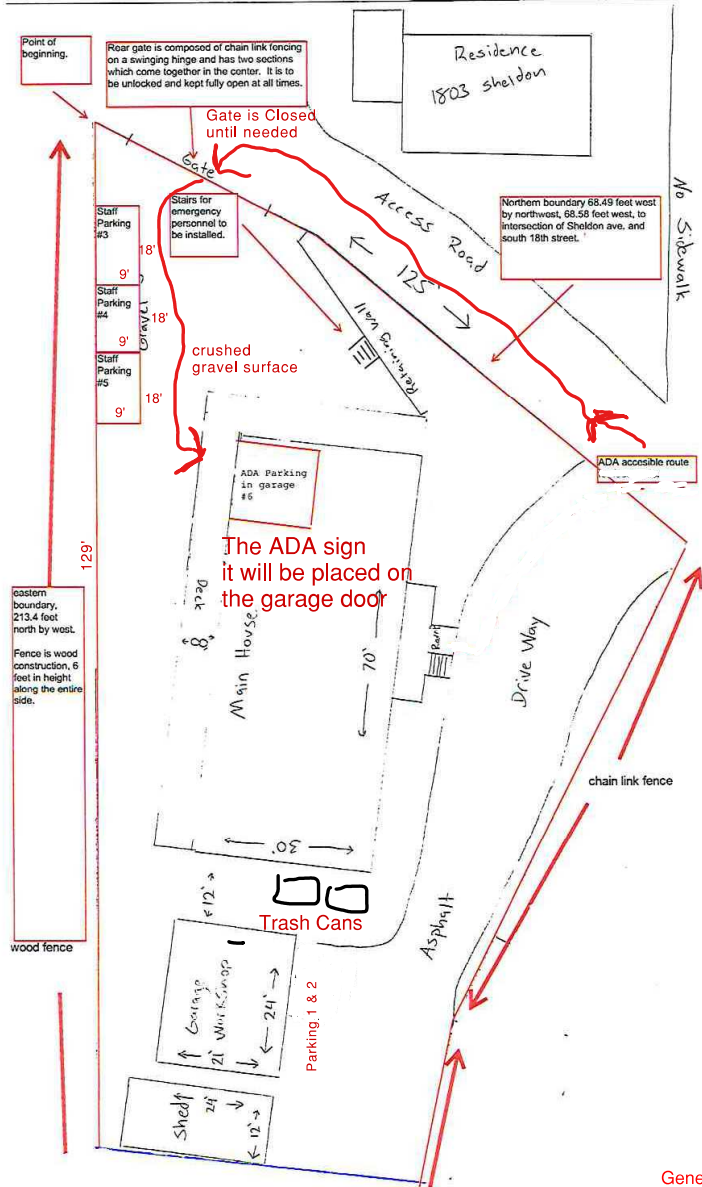 Point of
beginning.
Rear gate is composed of chain link fencing
on a swinging hinge and has two sections
which come together in the center. It is to
be unlocked and kept fully open at all times.
Residence
1803 sheldon
Gate is Closed
until needed
Gate
Access Road
No Sidewalk
Stairs for
emergency
personnel to
be installed.
Northern boundary 68.49 feet west
by northwest, 68.58 feet west, to
intersection of Sheldon ave. and
south 18th street.
Staff
Parking
#3
18'
9'
Staff
Parking
#4
18'
9'
Staff
Parking
#5
18'
9'
Gravel
125'
Retaining Wall
crushed
gravel surface
ADA accesible route
ADA Parking
in garage
#6
The ADA sign
it will be placed on
the garage door
129'
eastern
boundary,
213.4 feet
north by west.
Fence is wood
construction, 6
feet in height
along the entire
side.
Deck
8'
Main House
70'
Ramp
Drive Way
chain link fence
30'
12'
Trash Cans
Asphalt
wood fence
Garage
Workshop
24'
21'
Parking 1 & 2
Shed
24'
12'
Gene